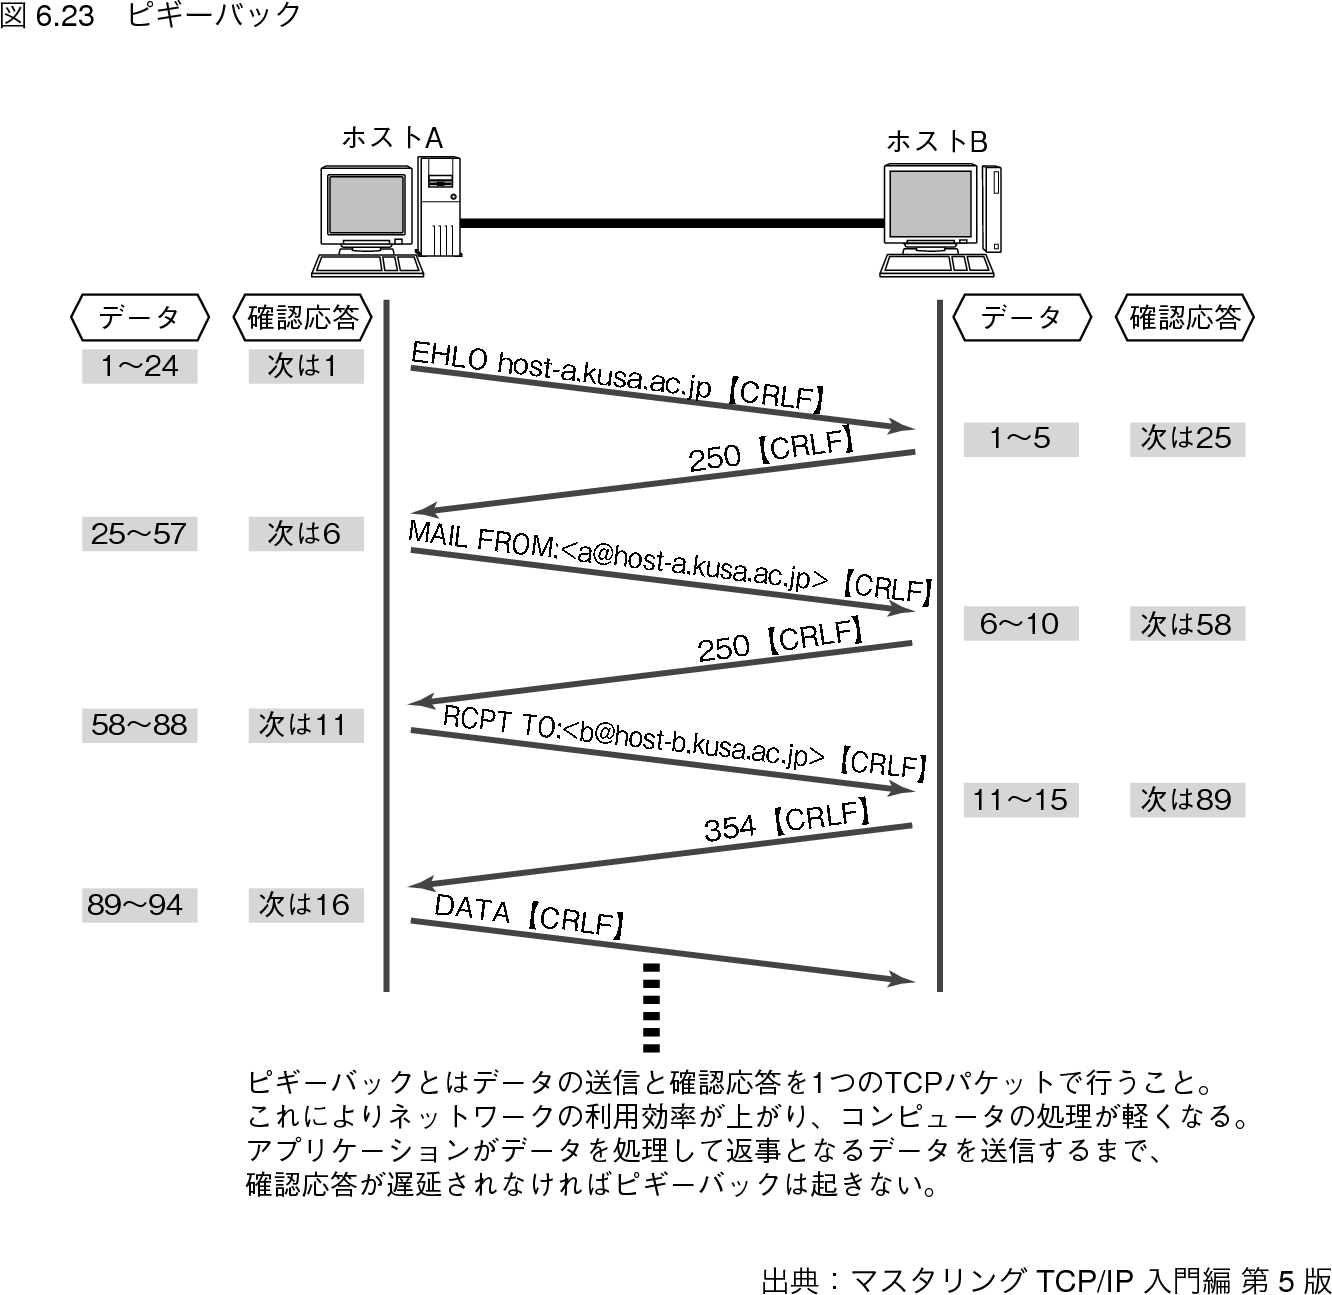 図 6.23　ピギーバック
ホストA
ホストB
データ
確認応答
データ
確認応答
1〜24
次は1
EHLO host-a.kusa.ac.jp【CRLF】
1〜5
次は25
250【CRLF】
25〜57
次は6
MAIL FROM:<a@host-a.kusa.ac.jp>【CRLF】
6〜10
次は58
250【CRLF】
58〜88
次は11
RCPT TO:<b@host-b.kusa.ac.jp>【CRLF】
11〜15
次は89
354【CRLF】
89〜94
次は16
DATA【CRLF】
ピギーバックとはデータの送信と確認応答を1つのTCPパケットで行うこと。
これによりネットワークの利用効率が上がり、コンピュータの処理が軽くなる。
アプリケーションがデータを処理して返事となるデータを送信するまで、
確認応答が遅延されなければピギーバックは起きない。
出典：マスタリング TCP/IP 入門編 第 5 版